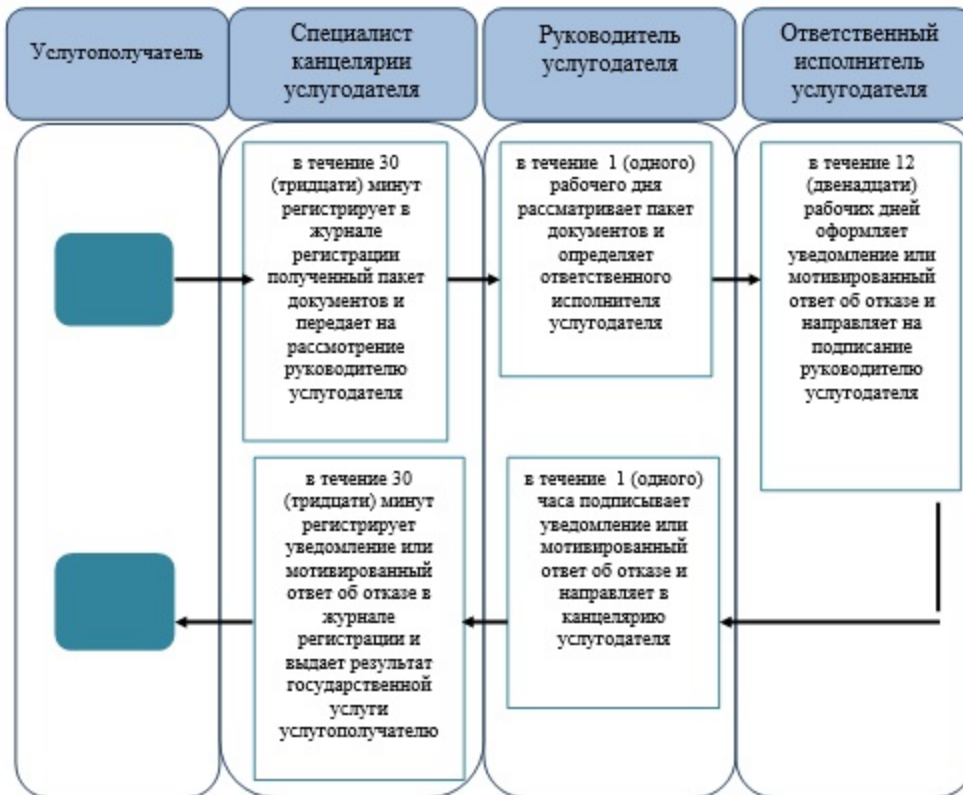 Услугополучатель
Специалист
канцелярии
услугодателя
Руководитель
услугодателя
Ответственный
исполнитель
услугодателя
в течение 30
(тридцати) минут
регистрирует в
журнале
регистрации
полученный пакет
документов и
передает на
рассмотрение
руководителю
услугодателя
в течение 1 (одного)
рабочего дня
рассматривает пакет
документов и
определяет
ответственного
исполнителя
услугодателя
в течение 12
(двенадцати)
рабочих дней
оформляет
уведомление или
мотивированный
ответ об отказе и
направляет на
подписание
руководителю
услугодателя
в течение 30
(тридцати) минут
регистрирует
уведомление или
мотивированный
ответ об отказе в
журнале
регистрации и
выдает результат
государственной
услуги
услугополучателю
в течение 1 (одного)
часа подписывает
уведомление или
мотивированный
ответ об отказе и
направляет в
канцелярию
услугодателя